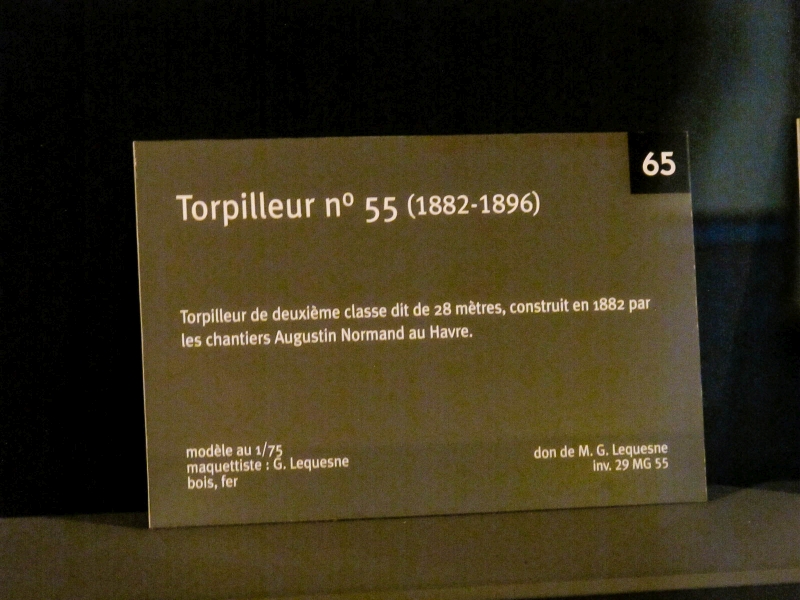 65
Torpilleur nº 55 (1882-1896)
Torpilleur de deuxième classe dit de 28 mètres, construit en 1882 par
les chantiers Augustin Normand au Havre.
modèle au 1/75
maquettiste : G. Lequesne
bois, fer
don de M. G. Lequesne
inv. 29 MG 55